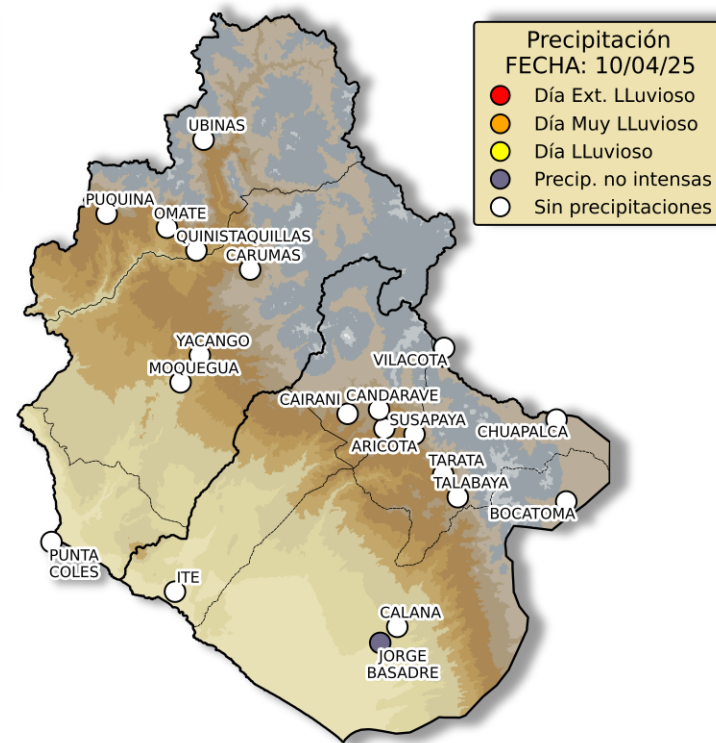 Precipitación
FECHA: 10/04/25
Día Ext. LLuvioso
Día Muy LLuvioso
Día LLuvioso
Precip. no intensas
Sin precipitaciones
UBINAS
PUQUINA
OMATE
QUINISTAQUILLAS
CARUMAS
YACANGO
MOQUEGUA
VILACOTA
CAIRANI
CANDARAVE
SUSAPAYA
ARICOTA
CHUAPALCA
TARATA
TALABAYA
BOCATOMA
PUNTA
COLES
ITE
CALANA
JORGE
BASADRE